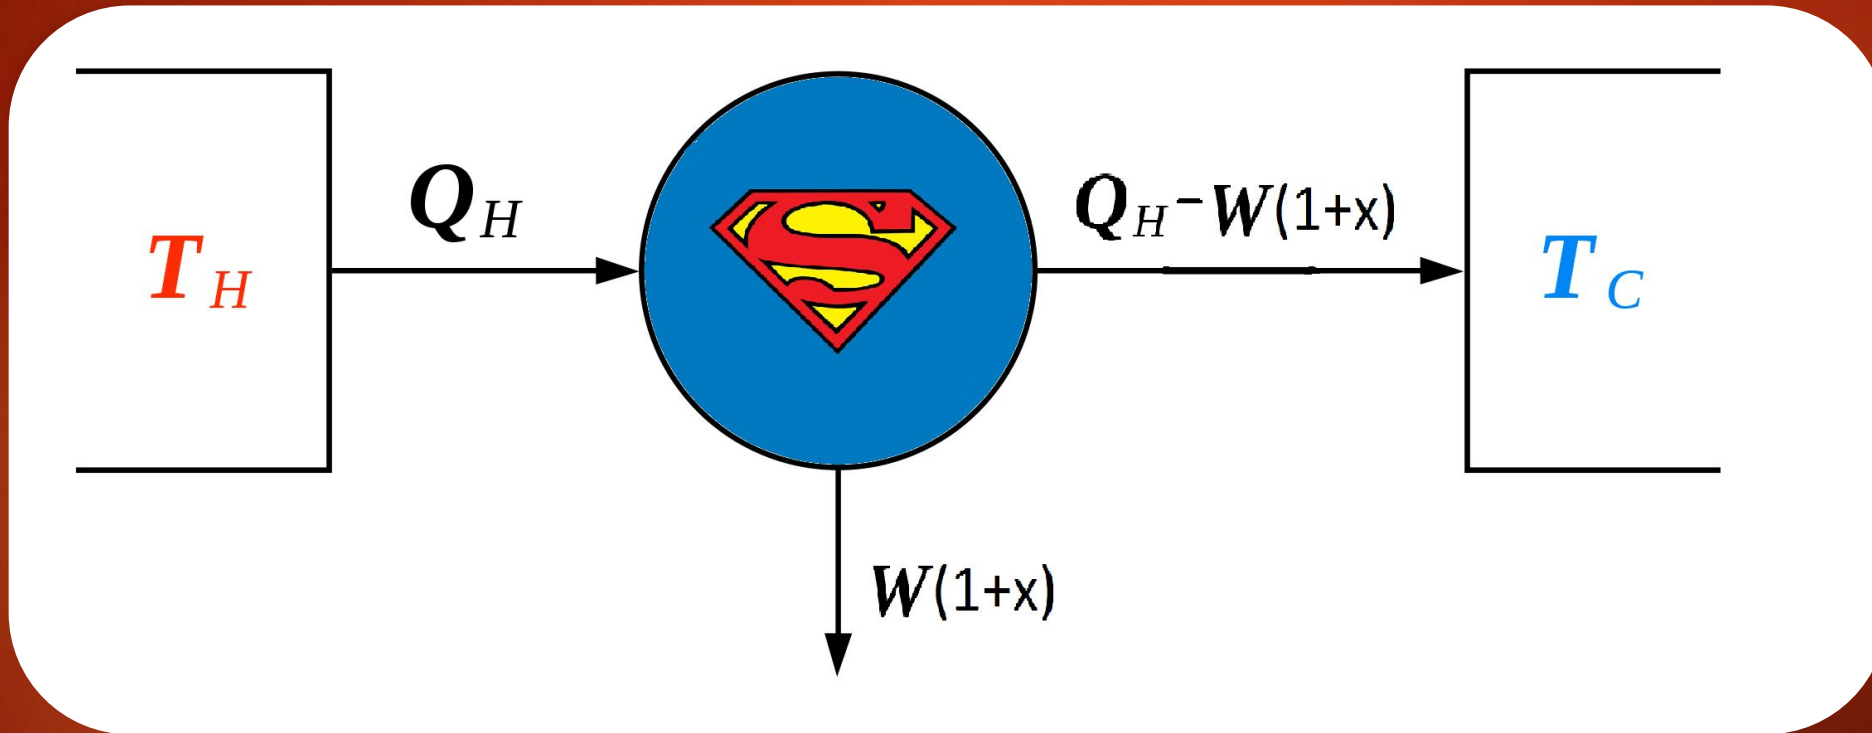 Q_H
Q_H-W(1+x)
T_H
T_C
S
W(1+x)